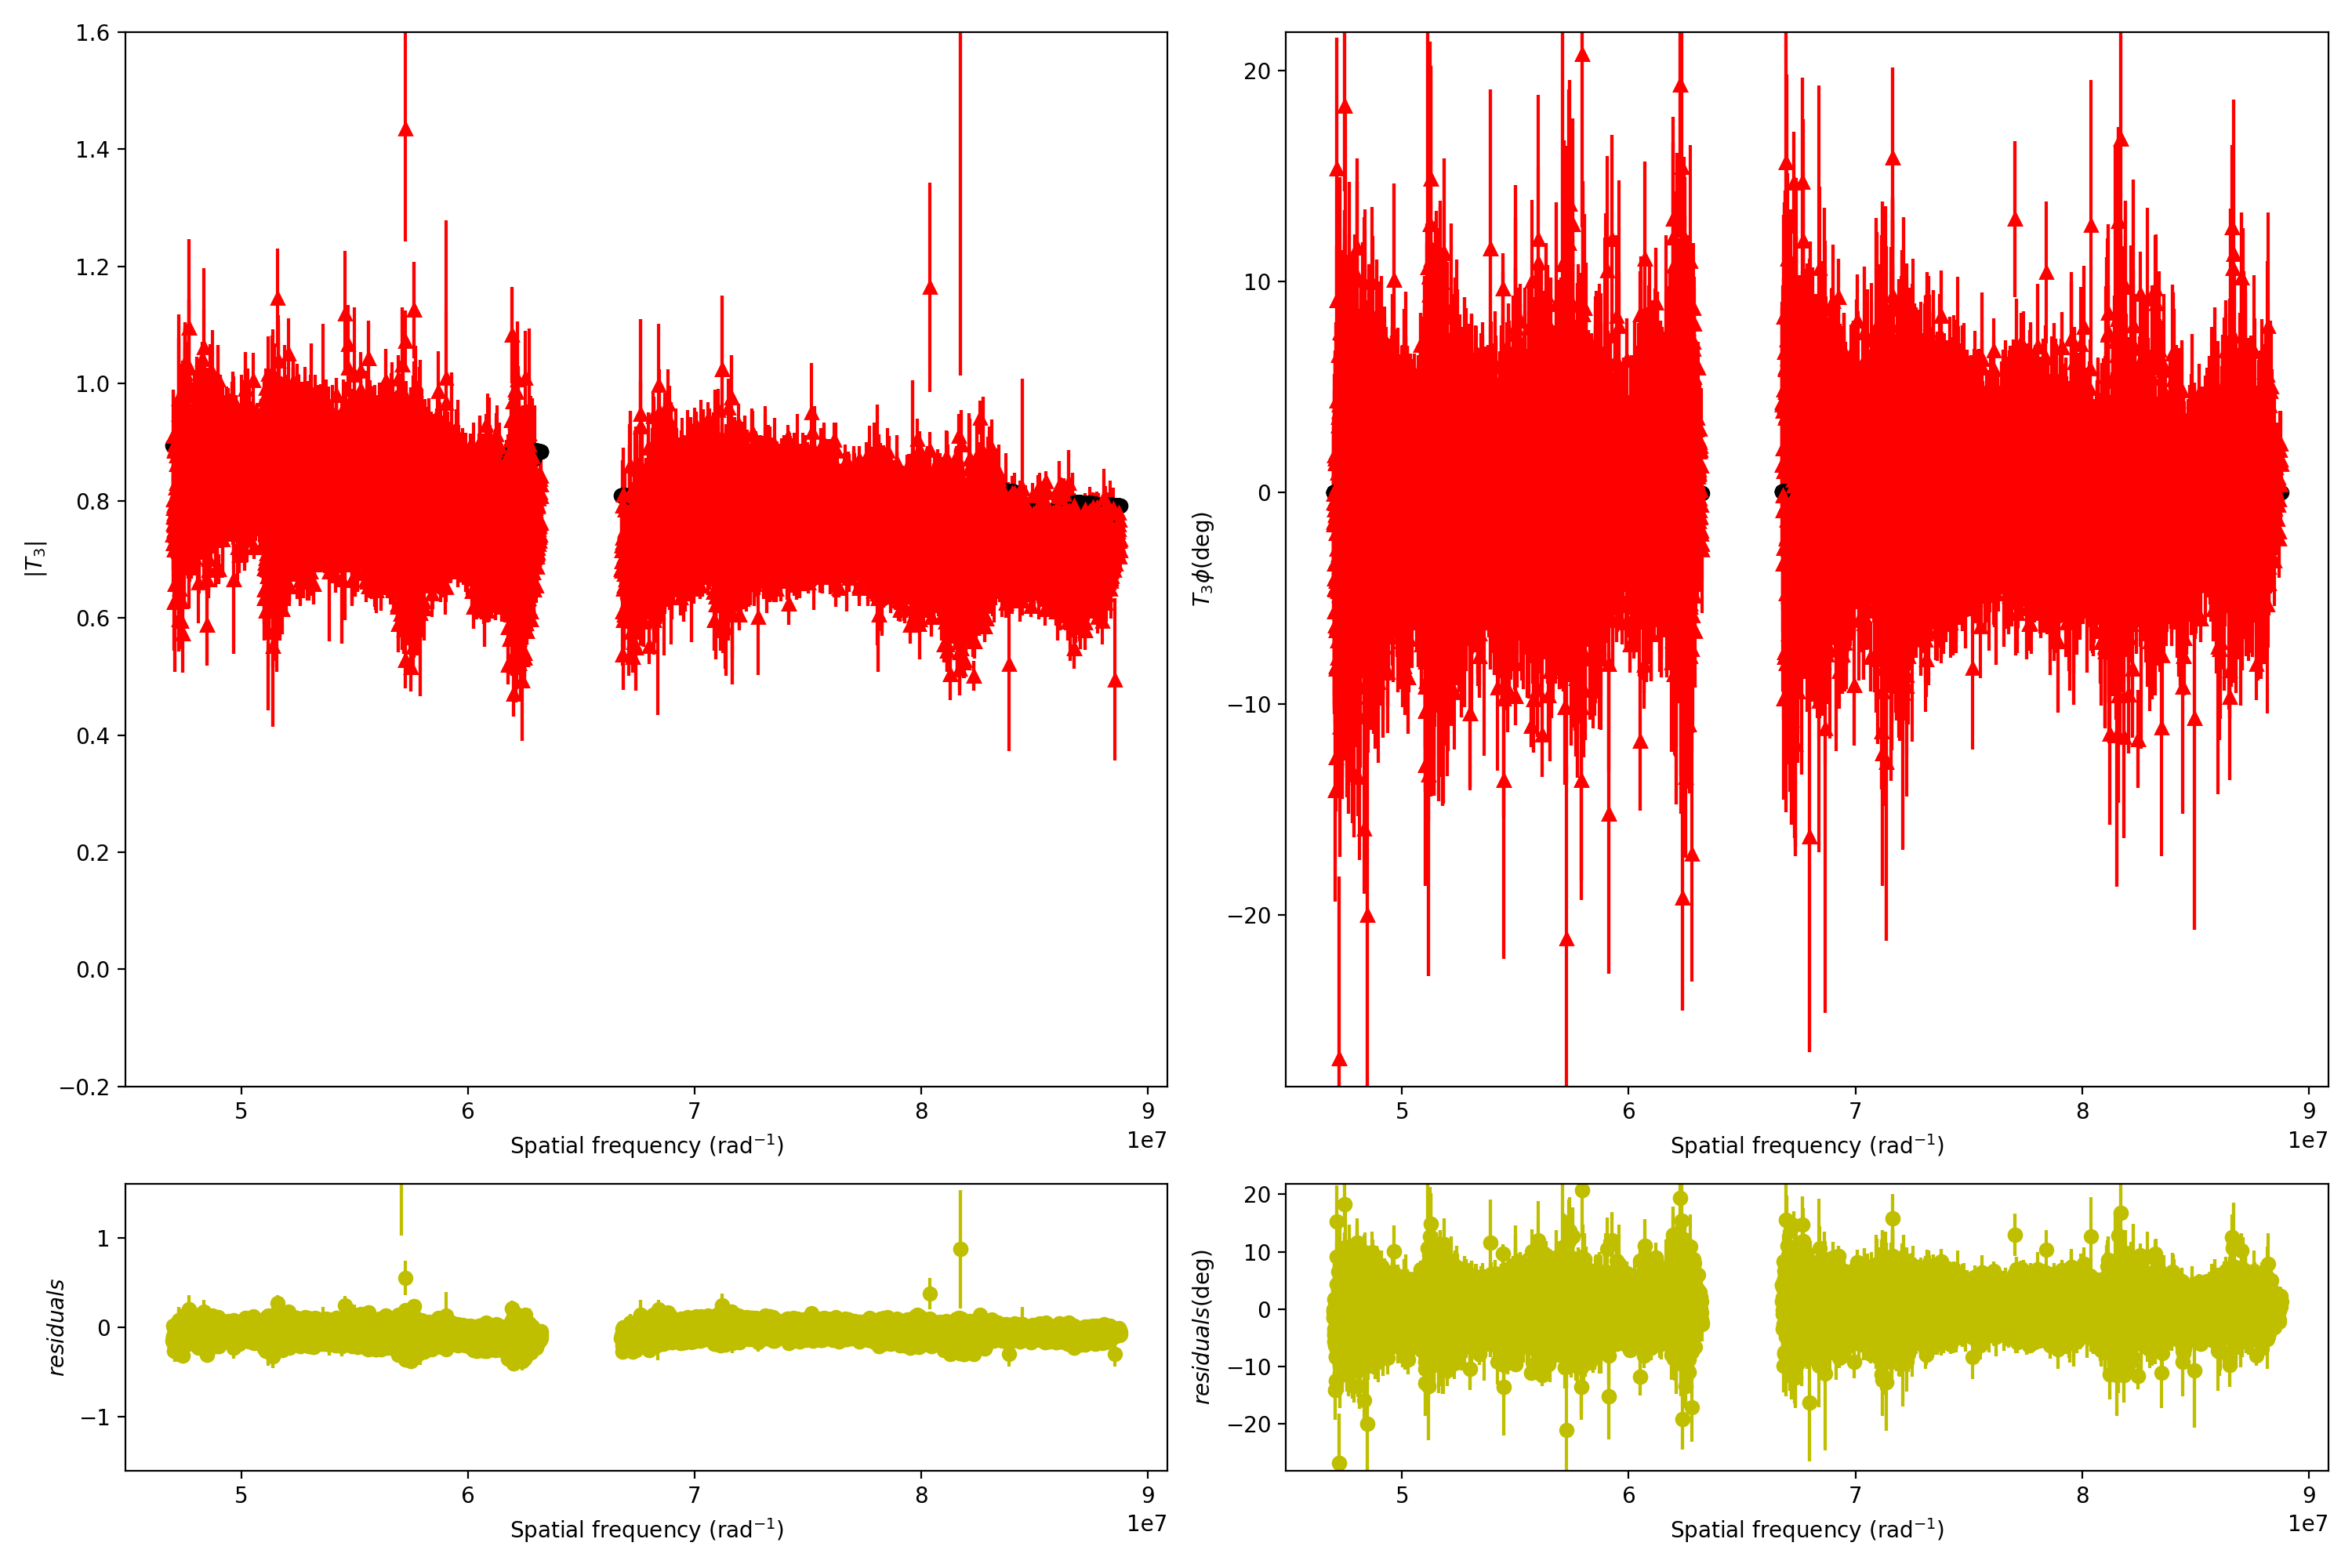 1.6
1.4
1.2
1.0
0.8
0.6
0.4
0.2
0.0
−0.2
|T₃|
5 6 7 8 9
1e7
Spatial frequency (rad⁻¹)
20
10
0
−10
−20
T₃ϕ(deg)
5 6 7 8 9
1e7
Spatial frequency (rad⁻¹)
1
0
−1
residuals
5 6 7 8 9
1e7
Spatial frequency (rad⁻¹)
20
10
0
−10
−20
residuals(deg)
5 6 7 8 9
1e7
Spatial frequency (rad⁻¹)